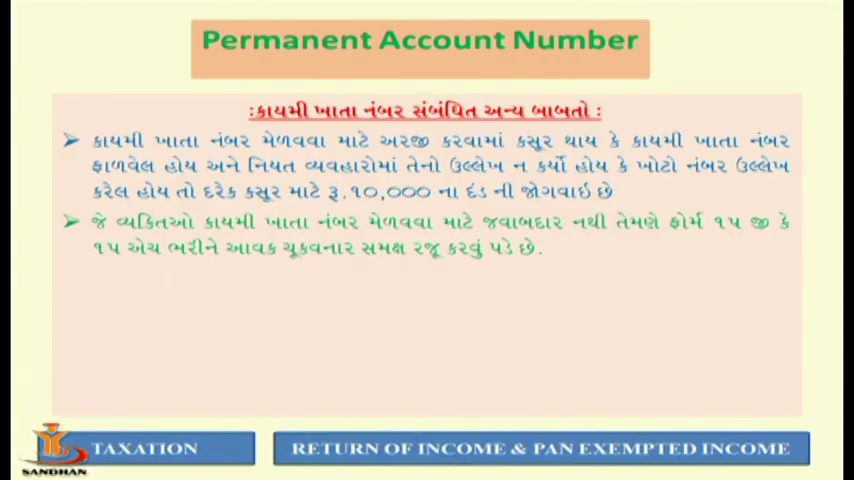 Permanent Account Number
:કાયમી ખાતા નંબર સંબંધિત અન્ય બાબતો :
➢ કાયમી ખાતા નંબર મેળવવા માટે અરજી કરવામાં કસૂર થાય કે કાયમી ખાતા નંબર
ફાળવેલ હોય અને નિયત વ્યવહારોમાં તેનો ઉલ્લેખ ન કર્યો હોય કે ખોટો નંબર ઉલ્લેખ
કરેલ હોય તો દરેક કસૂર માટે રૂ.૧૦,૦૦૦ ના દંડ ની જોગવાઇ છે
➢ જે વ્યકિતઓ કાયમી ખાતા નંબર મેળવવા માટે જવાબદાર નથી તેમણે ફોર્મ ૧૫ જી કે
૧૫ એચ ભરીને આવક ચૂકવનાર સમક્ષ રજૂ કરવું પડે છે.
TAXATION
RETURN OF INCOME & PAN EXEMPTED INCOME
SANDHAN